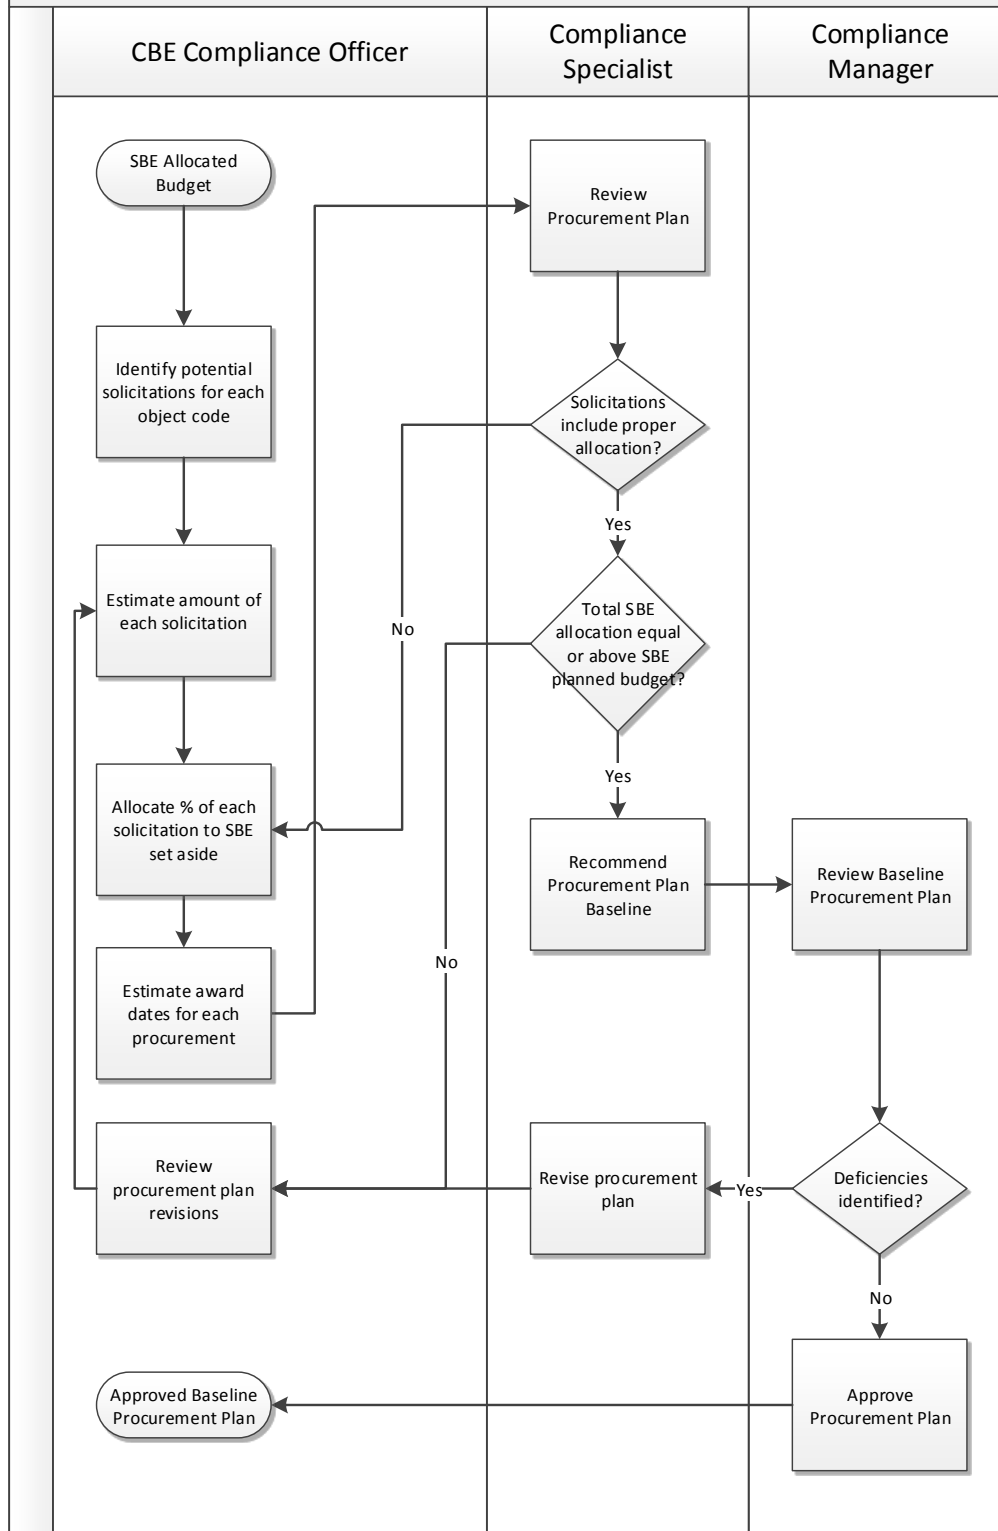 CBE Compliance Officer
Compliance
Specialist
Compliance
Manager
SBE Allocated
Budget
Identify potential
solicitations for each
object code
Estimate amount of
each solicitation
Allocate % of each
solicitation to SBE
set aside
Estimate award
dates for each
procurement
Review
procurement plan
revisions
Approved Baseline
Procurement Plan
No
No
Review
Procurement Plan
Solicitations
include proper
allocation?
Yes
Total SBE
allocation equal
or above SBE
planned budget?
Yes
Recommend
Procurement Plan
Baseline
Revise procurement
plan
Yes
Review Baseline
Procurement Plan
Deficiencies
identified?
No
Approve
Procurement Plan